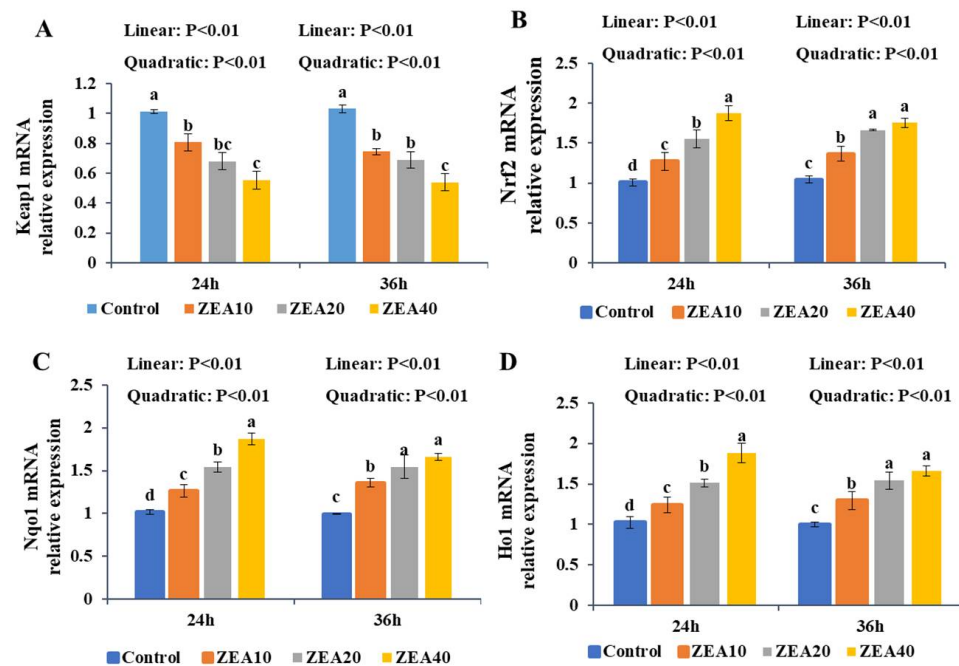 A
Linear: P<0.01 Linear: P<0.01
Quadratic: P<0.01 Quadratic: P<0.01
Keap1 mRNA
relative expression
1.2
1
0.8
0.6
0.4
0.2
0
a b bc c a b b c
24h 36h
Control ZEA10 ZEA20 ZEA40
B
Linear: P<0.01 Linear: P<0.01
Quadratic: P<0.01 Quadratic: P<0.01
Nrf2 mRNA
relative expression
2.5
2
1.5
1
0.5
0
d c b a c b a a
24h 36h
Control ZEA10 ZEA20 ZEA40
C
Linear: P<0.01 Linear: P<0.01
Quadratic: P<0.01 Quadratic: P<0.01
Nqo1 mRNA
relative expression
2.5
2
1.5
1
0.5
0
d c b a c b a a
24h 36h
Control ZEA10 ZEA20 ZEA40
D
Linear: P<0.01 Linear: P<0.01
Quadratic: P<0.01 Quadratic: P<0.01
Ho1 mRNA
relative expression
2.5
2
1.5
1
0.5
0
d c b a c b a a
24h 36h
Control ZEA10 ZEA20 ZEA40